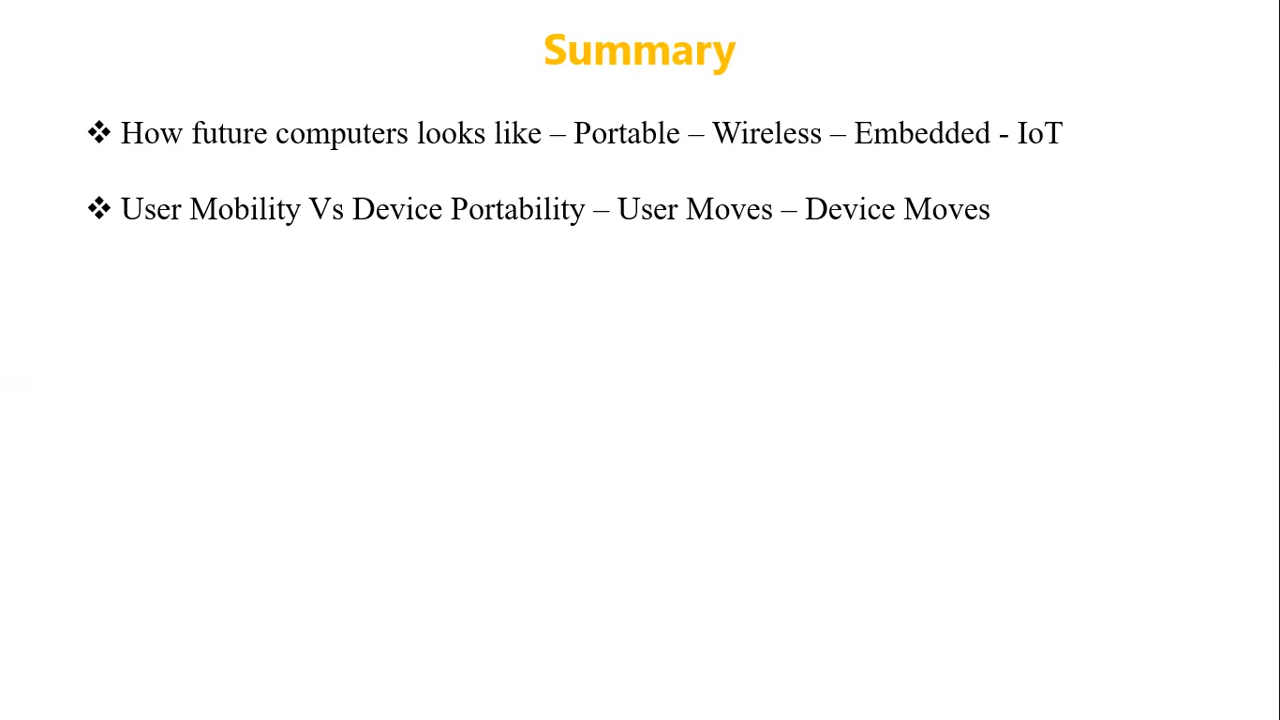 Summary
❖ How future computers looks like – Portable – Wireless – Embedded - IoT
❖ User Mobility Vs Device Portability – User Moves – Device Moves